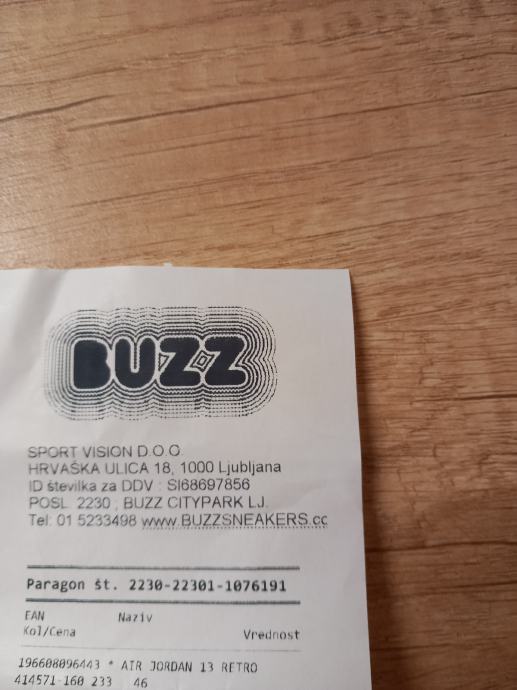 BUZZ
SPORT VISION D.O.O.
HRVAŠKA ULICA 18, 1000 Ljubljana
ID številka za DDV : SI68697856
POSL. 2230 ; BUZZ CITYPARK LJ.
Tel: 01 5233498 www.BUZZSNEAKERS.cc
Paragon št. 2230-22301-1076191
EAN Naziv
Kol/Cena Vrednost
196608096443 * AIR JORDAN 13 RETRO
414571-160 233 46